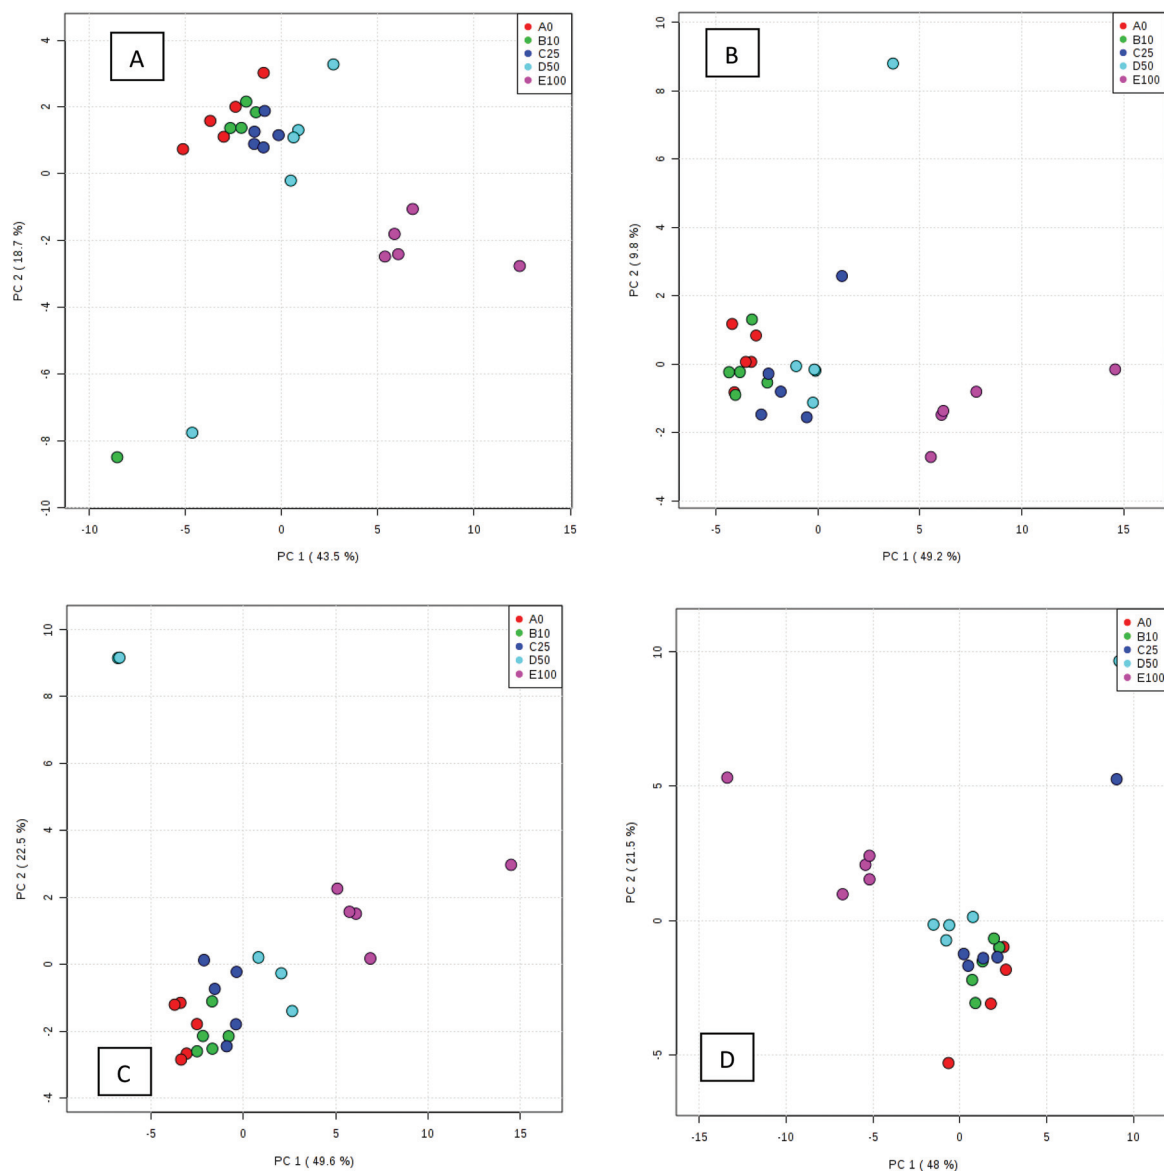 A
A0
B10
C25
D50
E100
4
2
0
-2
-4
-6
-8
-10
PC 2 ( 18.7 %)
-10 -5 0 5 10 15
PC 1 ( 43.5 %)
B
A0
B10
C25
D50
E100
10
8
6
4
2
0
-2
-4
PC 2 ( 9.8 %)
-5 0 5 10 15
PC 1 ( 49.2 %)
C
A0
B10
C25
D50
E100
10
8
6
4
2
0
-2
-4
PC 2 ( 22.5 %)
-5 0 5 10 15
PC 1 ( 49.6 %)
D
A0
B10
C25
D50
E100
10
5
0
-5
PC 2 ( 21.5 %)
-15 -10 -5 0 5 10
PC 1 ( 48 %)